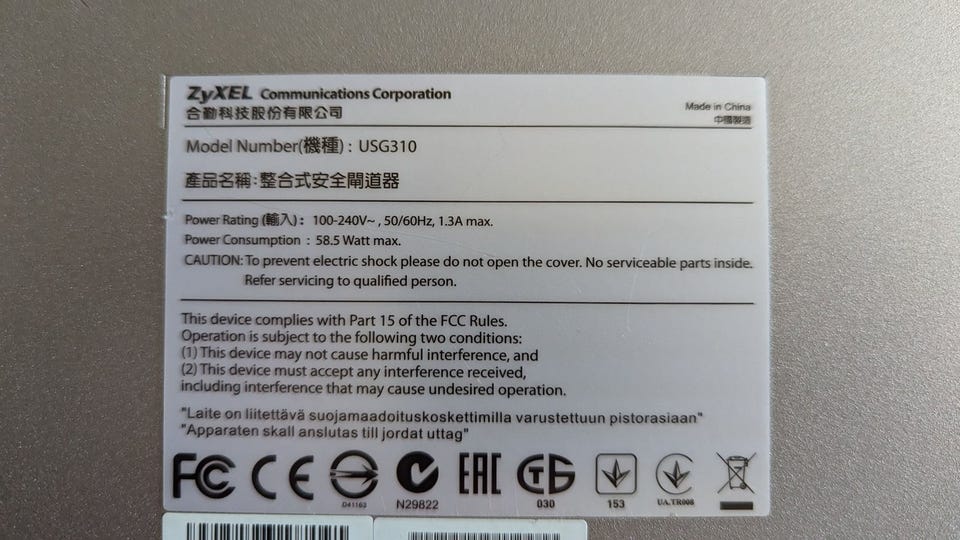 ZyXEL Communications Corporation
合勤科技股份有限公司
Made in China
中國製造
Model Number(機種) : USG310
產品名稱:整合式安全閘道器
Power Rating (輸入) : 100-240V~ , 50/60Hz, 1.3A max.
Power Consumption : 58.5 Watt max.
CAUTION: To prevent electric shock please do not open the cover. No serviceable parts inside.
Refer servicing to qualified person.
This device complies with Part 15 of the FCC Rules.
Operation is subject to the following two conditions:
(1) This device may not cause harmful interference, and
(2) This device must accept any interference received,
including interference that may cause undesired operation.
"Laite on liitettävä suojamaadoituskoskettimilla varustettuun pistorasiaan"
"Apparaten skall anslutas till jordat uttag"
FC CE EAC
D41163 N29822 030 153 UA.TR008